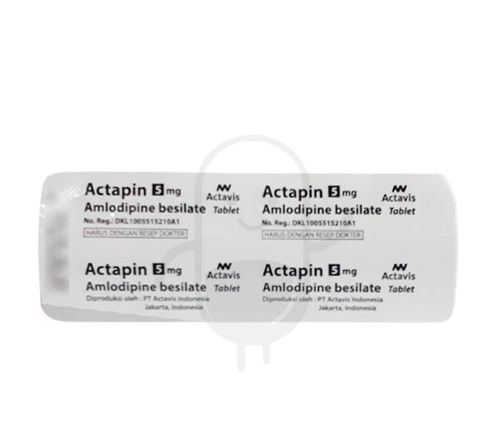 Actapin 5 mg
Actavis
Amlodipine besilate Tablet
No. Reg.: DKL1005515210A1
HARUS DENGAN RESEP DOKTER
Actapin 5 mg
Actavis
Amlodipine besilate Tablet
No. Reg.: DKL1005515210A1
HARUS DENGAN RESEP DOKTER
Actapin 5 mg
Actavis
Amlodipine besilate Tablet
Diproduksi oleh : PT Actavis Indonesia
Jakarta, Indonesia
Actapin 5 mg
Actavis
Amlodipine besilate Tablet
Diproduksi oleh : PT Actavis Indonesia
Jakarta, Indonesia